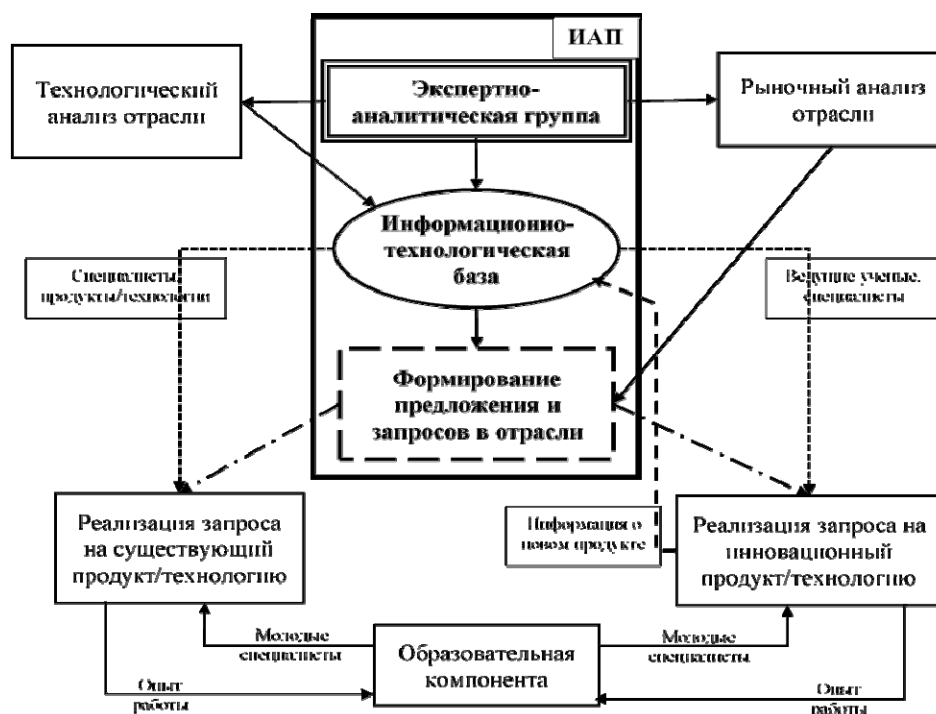 ИАП
Экспертно-
аналитическая группа
Технологический
анализ отрасли
Рыночный анализ
отрасли
Информационно-
технологическая
база
Специалисты,
продукты/технологии
Ведущие ученые,
специалисты
Формирование
предложения и
запросов в отрасли
Реализация запроса
на существующий
продукт/технологию
Информация о
новом продукте
Реализация запроса на
инновационный
продукт/технологию
Молодые
специалисты
Образовательная
компонента
Молодые
специалисты
Опыт
работы
Опыт
работы